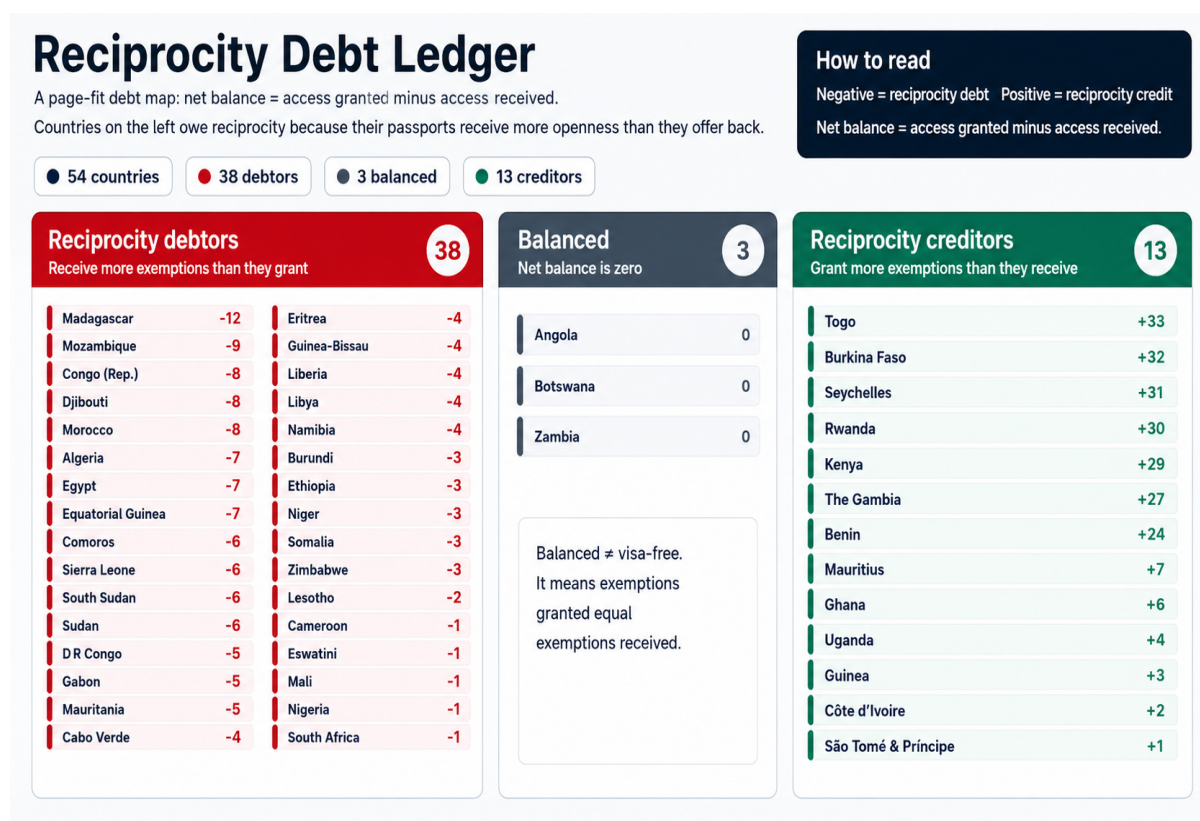 Reciprocity Debt Ledger
A page-fit debt map: net balance = access granted minus access received.
Countries on the left owe reciprocity because their passports receive more openness than they offer back.
How to read
Negative = reciprocity debt Positive = reciprocity credit
Net balance = access granted minus access received.
54 countries
38 debtors
3 balanced
13 creditors
Reciprocity debtors
Receive more exemptions than they grant
38
Madagascar -12
Mozambique -9
Congo (Rep.) -8
Djibouti -8
Morocco -8
Algeria -7
Egypt -7
Equatorial Guinea -7
Comoros -6
Sierra Leone -6
South Sudan -6
Sudan -6
D R Congo -5
Gabon -5
Mauritania -5
Cabo Verde -4
Eritrea -4
Guinea-Bissau -4
Liberia -4
Libya -4
Namibia -4
Burundi -3
Ethiopia -3
Niger -3
Somalia -3
Zimbabwe -3
Lesotho -2
Cameroon -1
Eswatini -1
Mali -1
Nigeria -1
South Africa -1
Balanced
Net balance is zero
3
Angola 0
Botswana 0
Zambia 0
Balanced ≠ visa-free.
It means exemptions
granted equal
exemptions received.
Reciprocity creditors
Grant more exemptions than they receive
13
Togo +33
Burkina Faso +32
Seychelles +31
Rwanda +30
Kenya +29
The Gambia +27
Benin +24
Mauritius +7
Ghana +6
Uganda +4
Guinea +3
Côte d’Ivoire +2
São Tomé & Príncipe +1